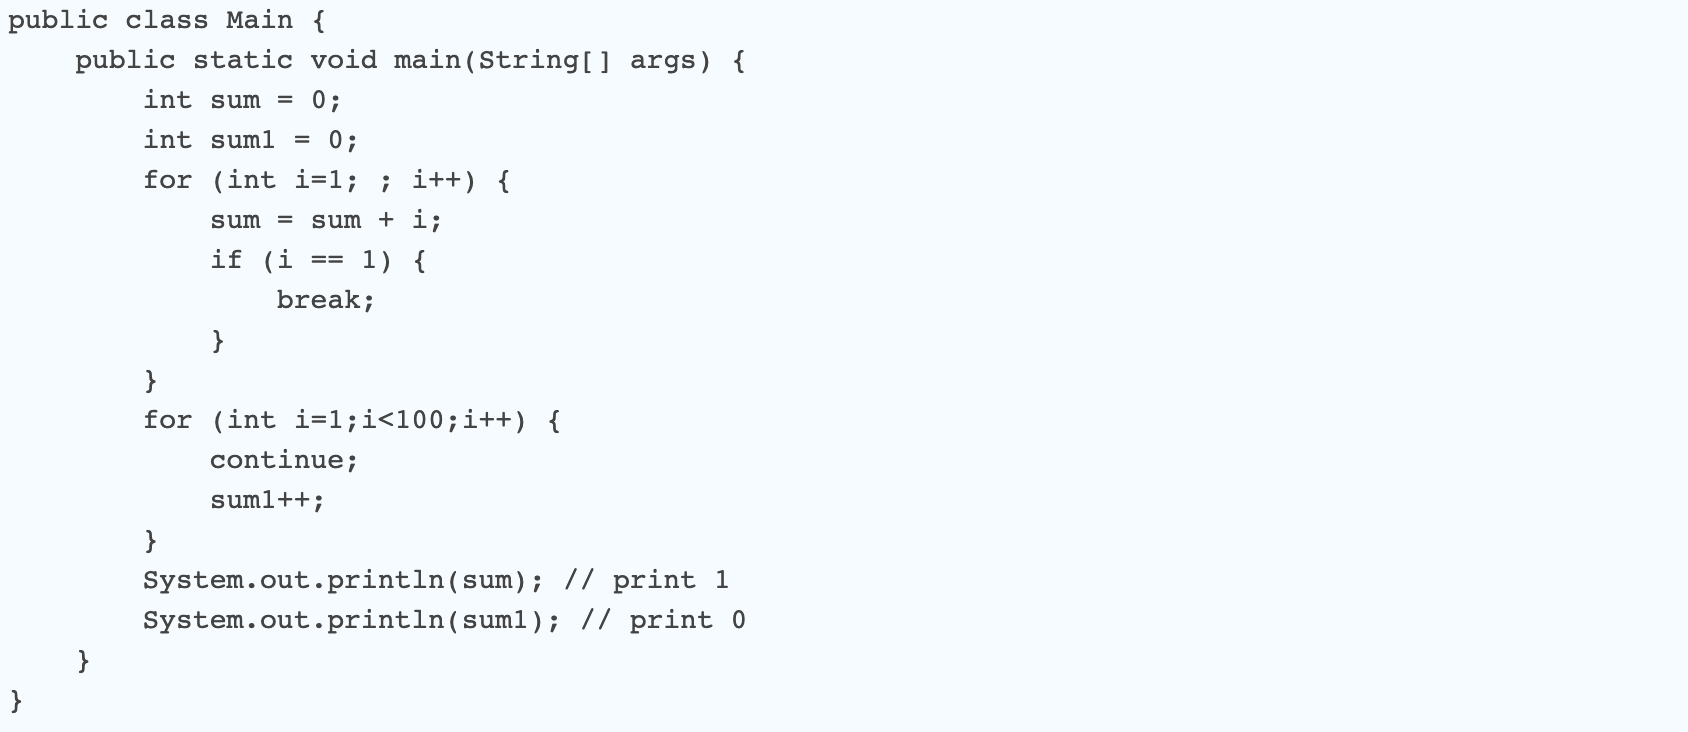 public class Main {
    public static void main(String[] args) {
        int sum = 0;
        int sum1 = 0;
        for (int i=1; ; i++) {
            sum = sum + i;
            if (i == 1) {
                break;
            }
        }
        for (int i=1;i<100;i++) {
            continue;
            sum1++;
        }
        System.out.println(sum); // print 1
        System.out.println(sum1); // print 0
    }
}